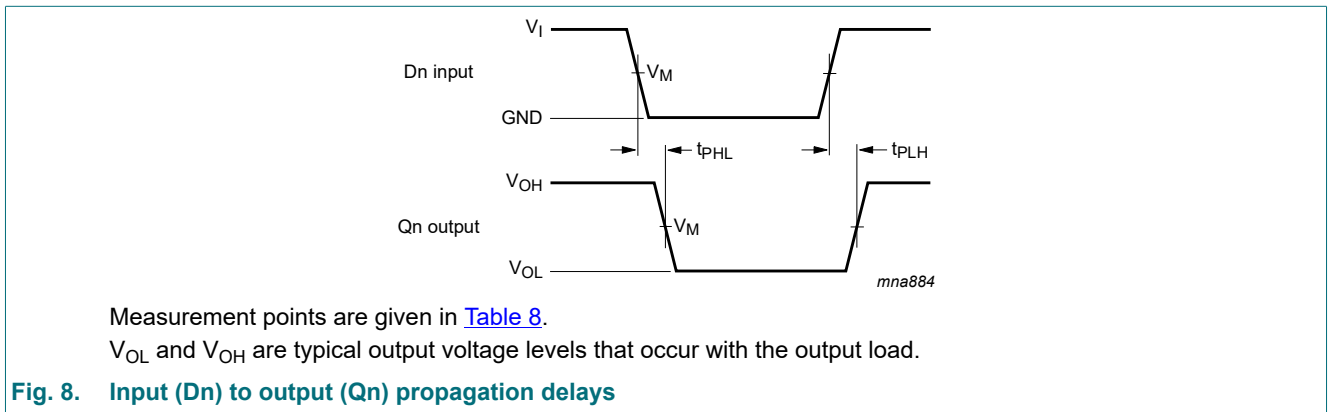 V_I
Dn input
V_M
GND
t_PHL
t_PLH
V_OH
Qn output
V_M
V_OL
mna884
Measurement points are given in Table 8.
V_OL and V_OH are typical output voltage levels that occur with the output load.
Fig. 8. Input (Dn) to output (Qn) propagation delays